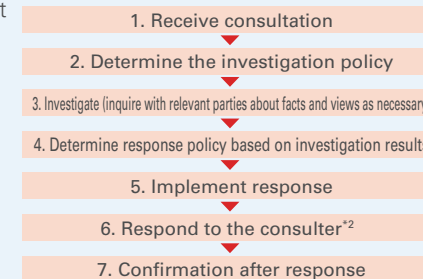 t
1. Receive consultation
2. Determine the investigation policy
3. Investigate (inquire with relevant parties about facts and views as necessary
4. Determine response policy based on investigation results
5. Implement response
6. Respond to the consulter*2
7. Confirmation after response